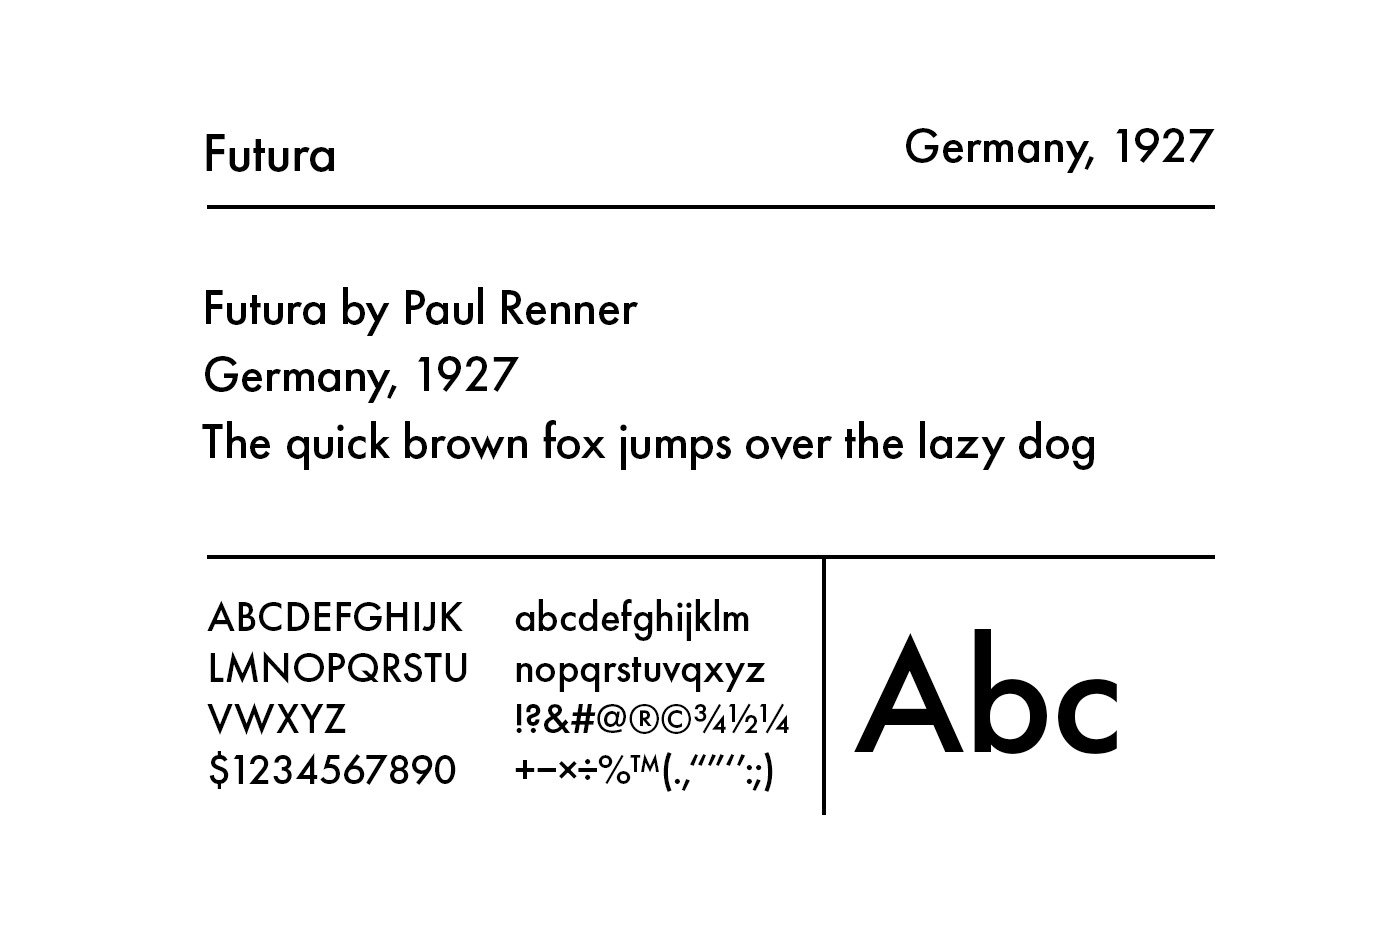 Futura
Germany, 1927
Futura by Paul Renner
Germany, 1927
The quick brown fox jumps over the lazy dog
ABCDEFGHIJK
LMNOPQRSTU
VWXYZ
$1234567890
abcdefghijklm
nopqrstuvqxyz
!?&#@®©¾½¼
+−×÷%™(.,“”‘’:;)
Abc